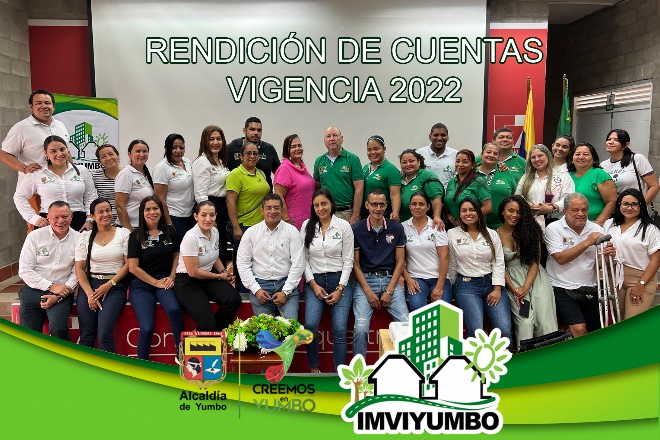 RENDICIÓN DE CUENTAS
VIGENCIA 2022
Alcaldía
de Yumbo
CREEMOS
en
YUMBO
IMVIYUMBO